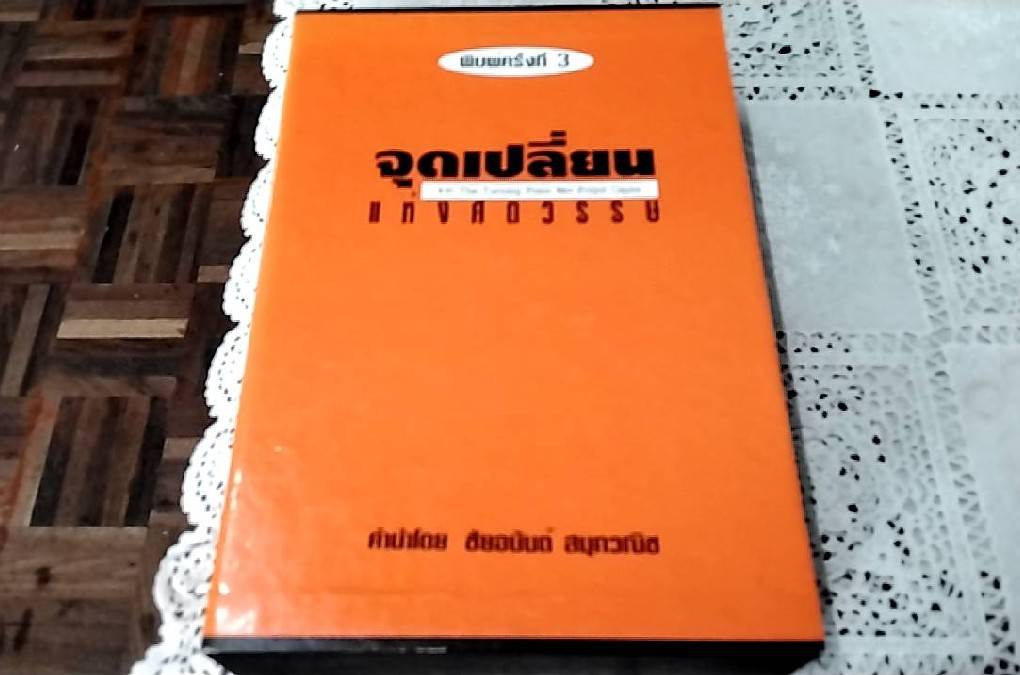 พิมพ์ครั้งที่ 3
จุดเปลี่ยน
The Turning Point
แห่งศตวรรษ
คำนำโดย ชัยอนันต์ สมุทวณิช